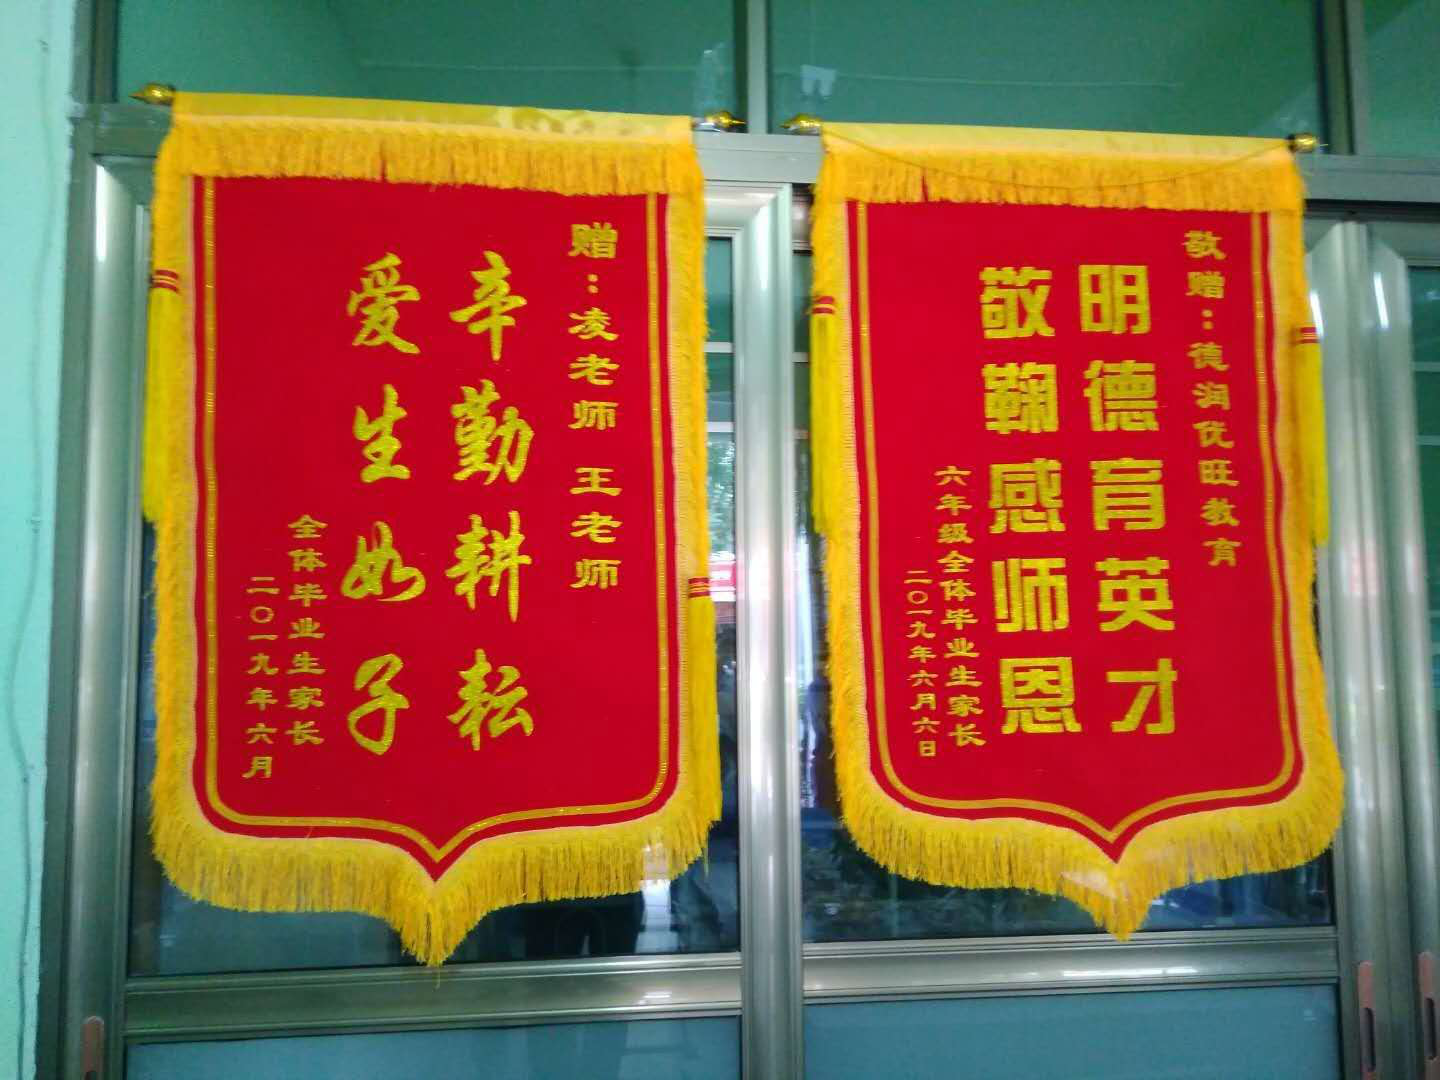 赠：凌老师 王老师
辛勤耕耘
爱生如子
全体毕业生家长
二〇一九年六月
敬赠：德润优旺教育
明德育英才
敬鞠感师恩
六年级全体毕业生家长
二〇一九年六月六日